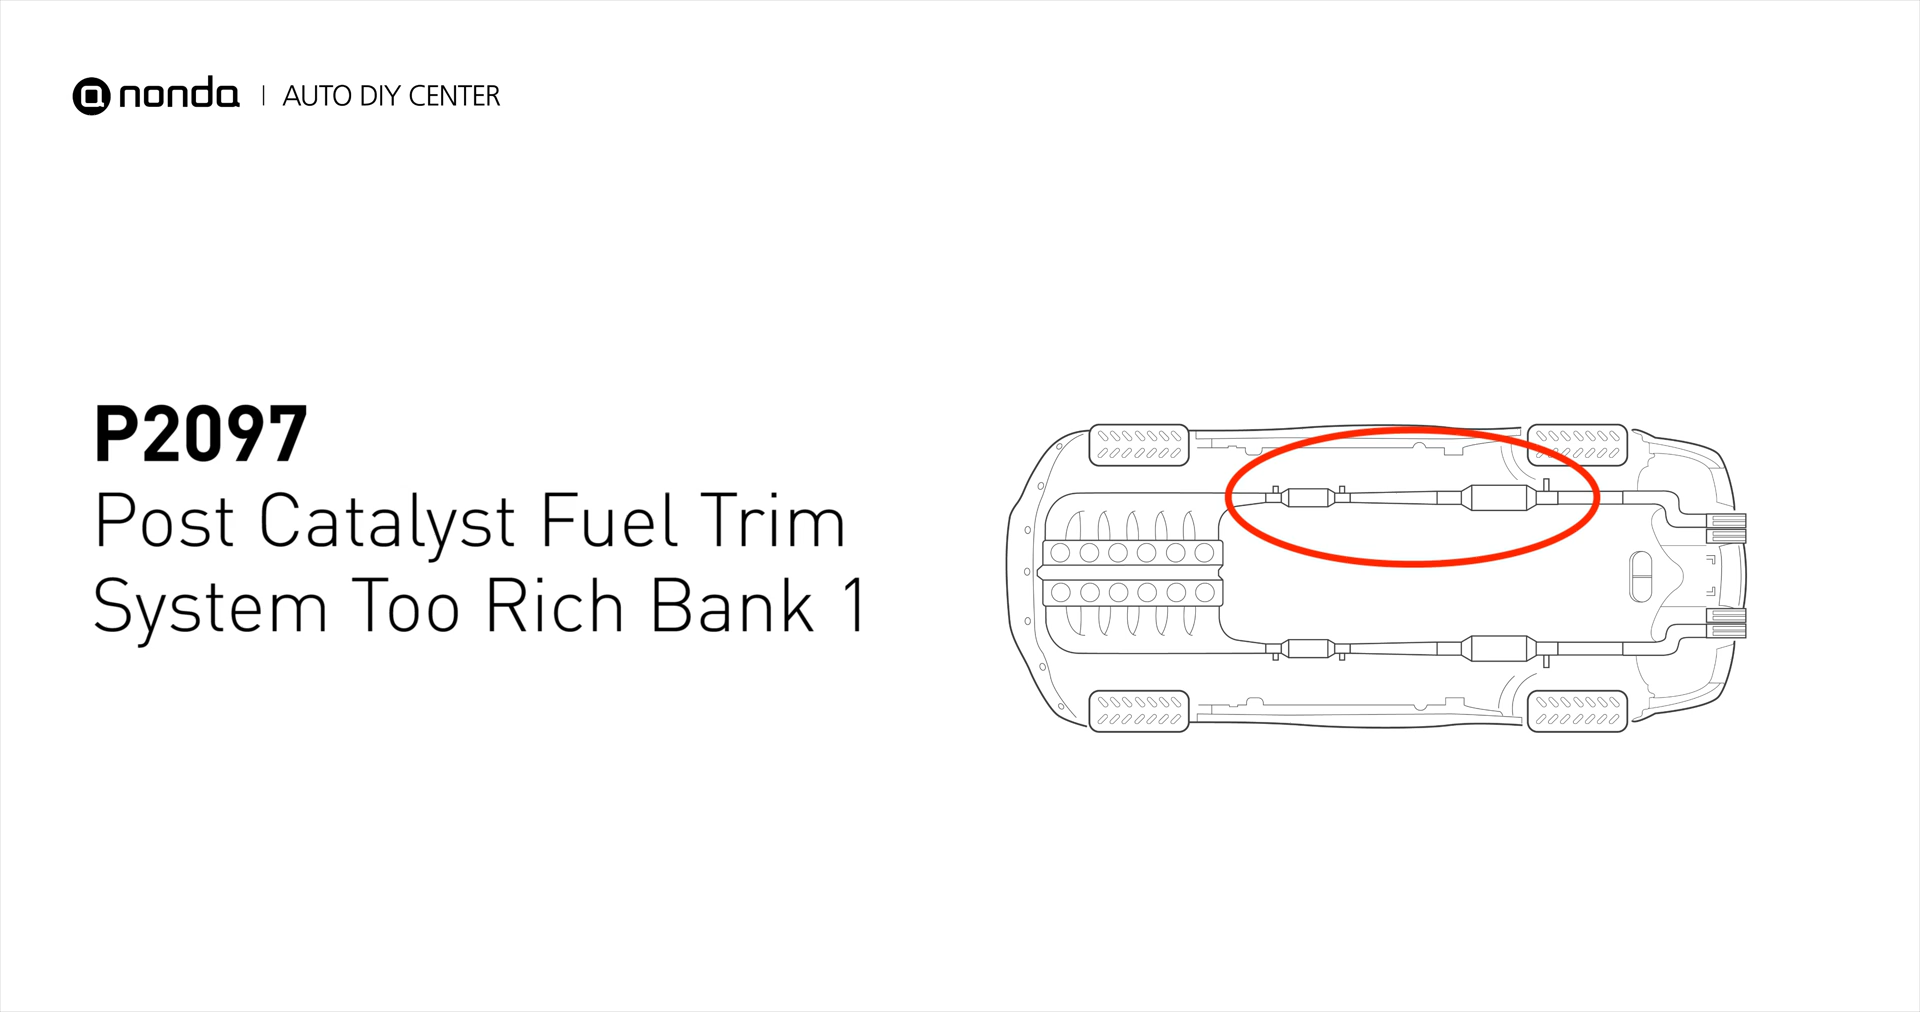 nonda | AUTO DIY CENTER
P2097
Post Catalyst Fuel Trim
System Too Rich Bank 1